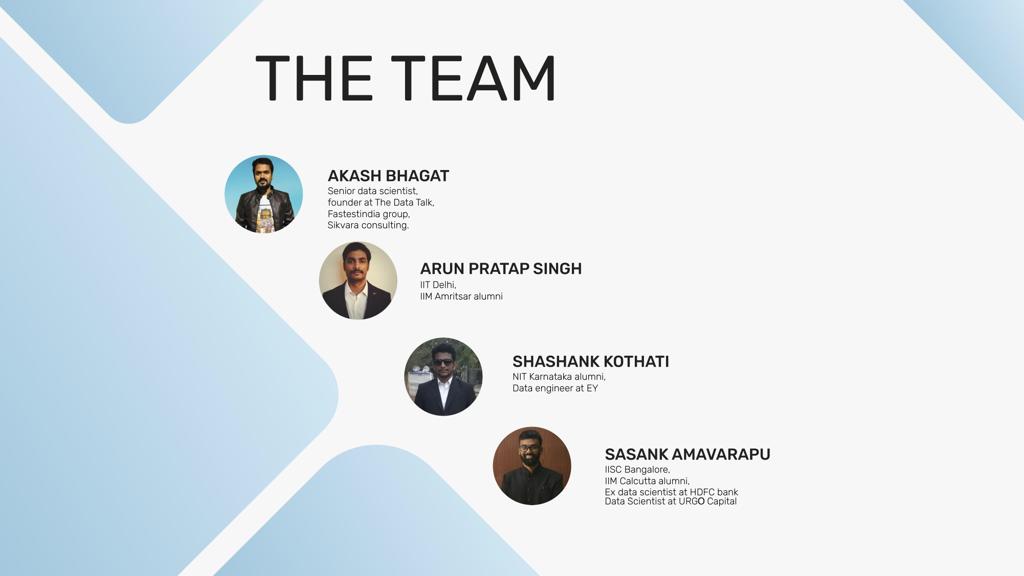 THE TEAM
AKASH BHAGAT
Senior data scientist,
founder at The Data Talk,
Fastestindia group,
Sikvara consulting.
ARUN PRATAP SINGH
IIT Delhi,
IIM Amritsar alumni
SHASHANK KOTHATI
NIT Karnataka alumni,
Data engineer at EY
SASANK AMAVARAPU
IISC Bangalore,
IIM Calcutta alumni,
Ex data scientist at HDFC bank
Data Scientist at URGO Capital